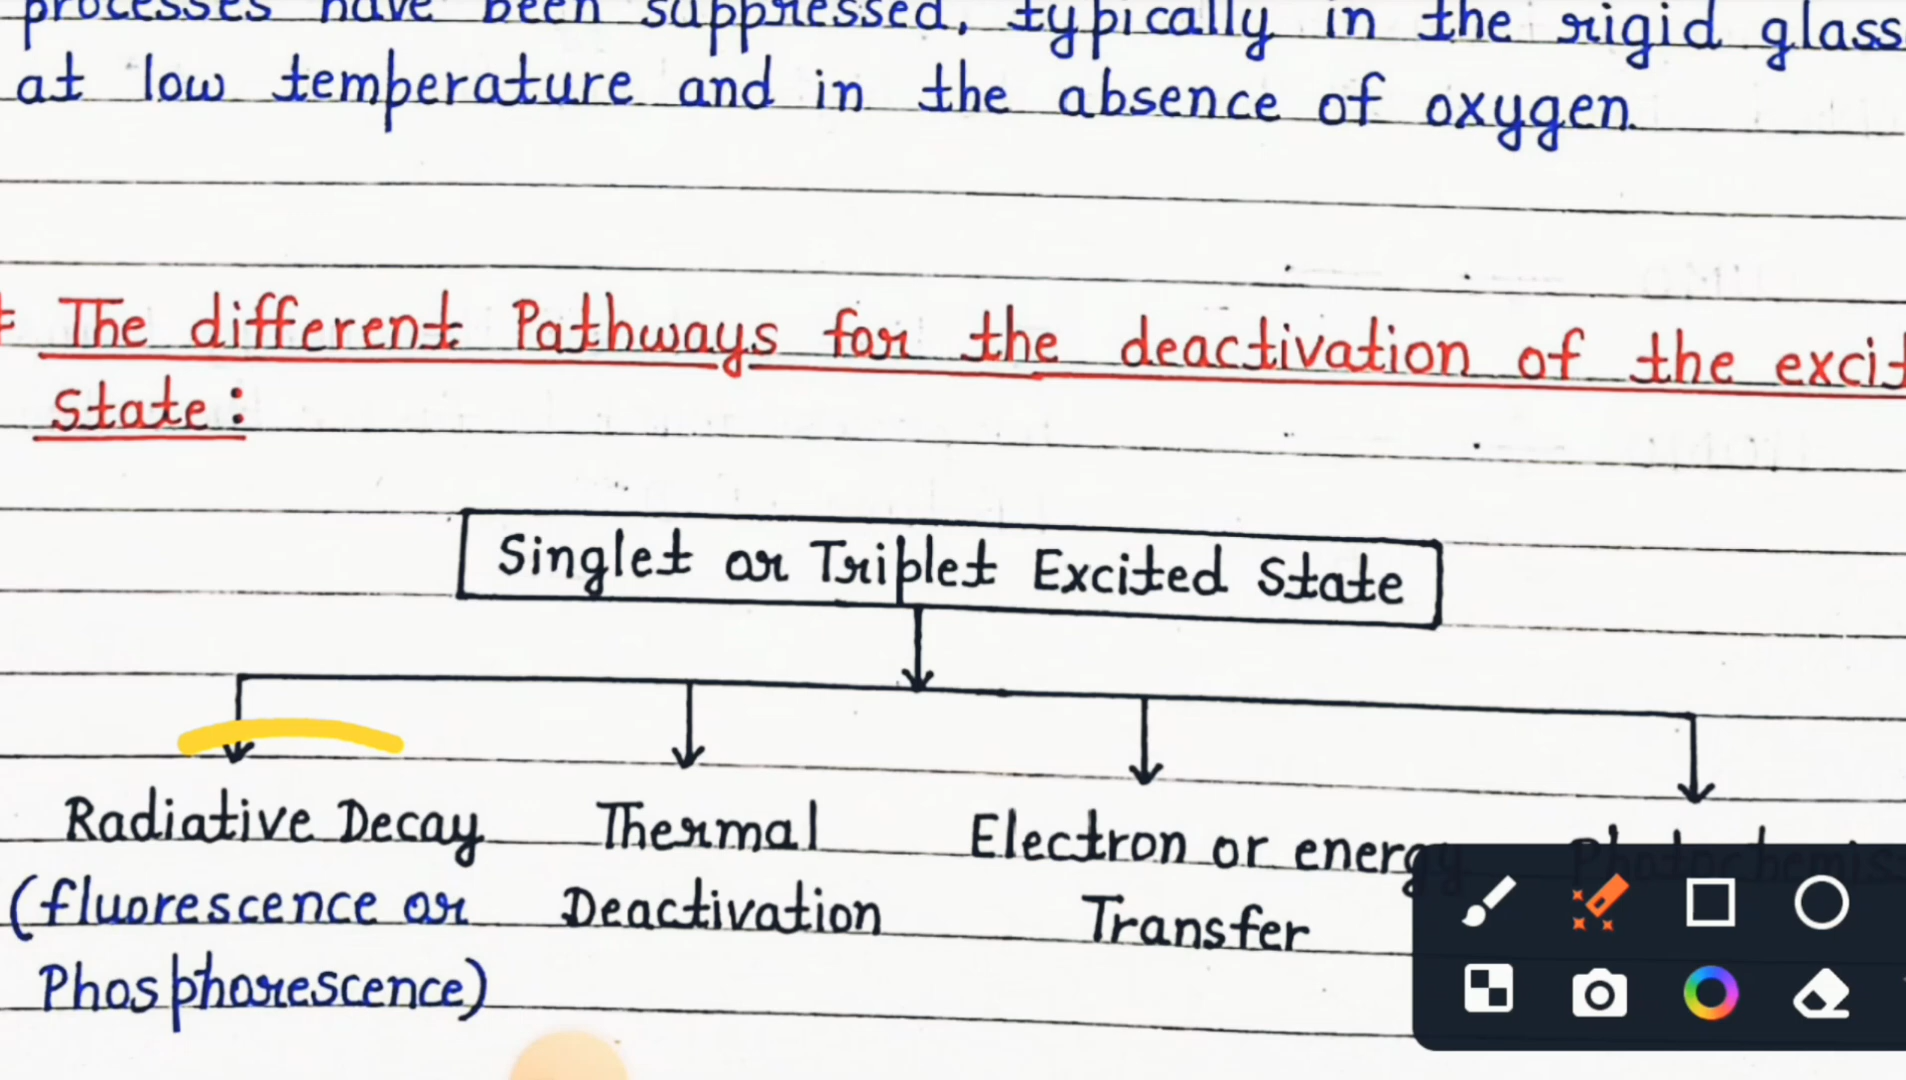 processes have been suppressed, typically in the rigid glass
at low temperature and in the absence of oxygen.
The different Pathways for the deactivation of the excit
State:
Singlet or Triplet Excited State
Radiative Decay
(fluorescence or
Phosphorescence)
Thermal
Deactivation
Electron or energy
Transfer